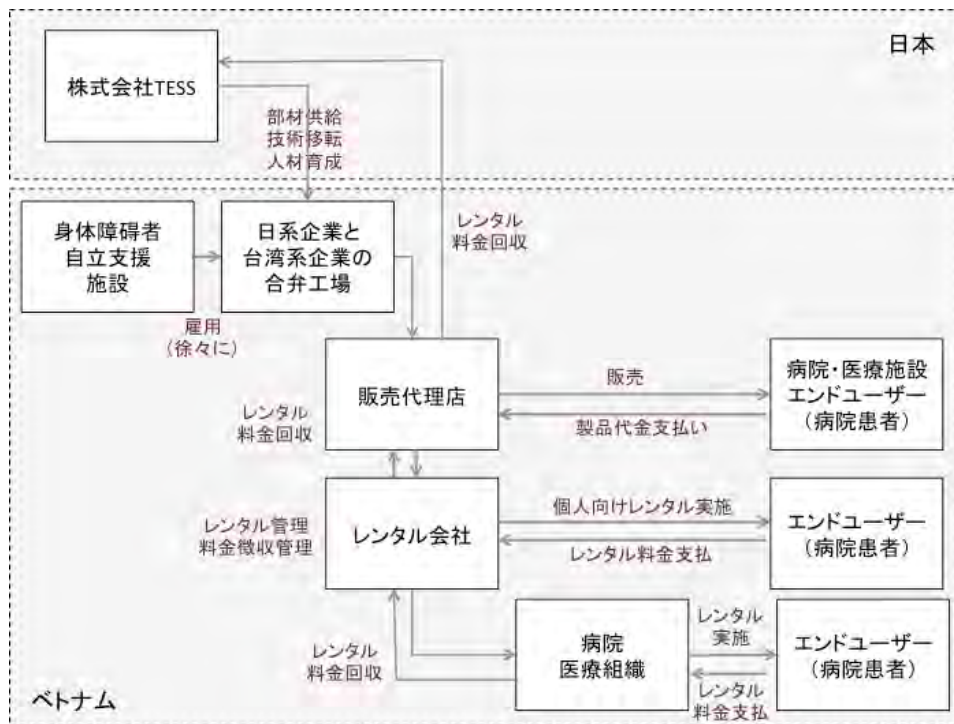 日本
株式会社TESS
部材供給
技術移転
人材育成
身体障碍者
自立支援
施設
日系企業と
台湾系企業の
合弁工場
レンタル
料金回収
雇用
(徐々に)
販売代理店
販売
製品代金支払い
病院・医療施設
エンドユーザー
(病院患者)
レンタル
料金回収
レンタル管理
料金徴収管理
レンタル会社
個人向けレンタル実施
レンタル料金支払
エンドユーザー
(病院患者)
レンタル
料金回収
病院
医療組織
レンタル
実施
レンタル
料金支払
エンドユーザー
(病院患者)
ベトナム